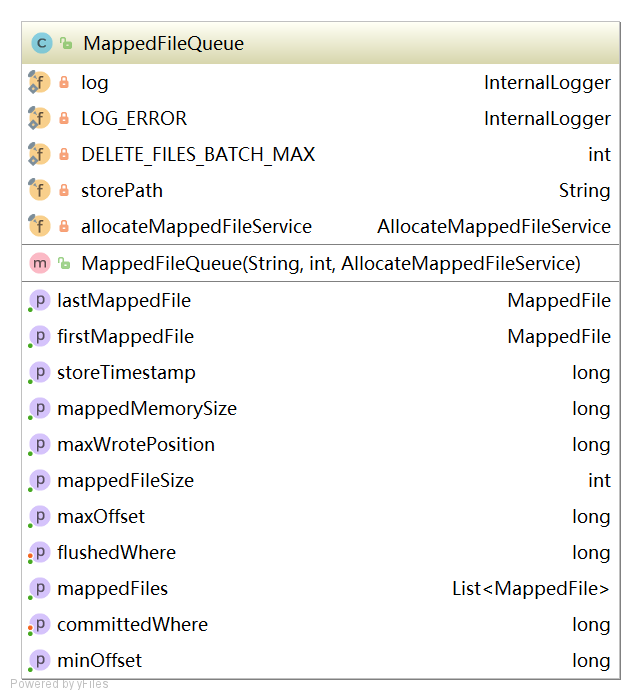 C MappedFileQueue
f log InternalLogger
f LOG_ERROR InternalLogger
f DELETE_FILES_BATCH_MAX int
f storePath String
f allocateMappedFileService AllocateMappedFileService
m MappedFileQueue(String, int, AllocateMappedFileService)
p lastMappedFile MappedFile
p firstMappedFile MappedFile
p storeTimestamp long
p mappedMemorySize long
p maxWrotePosition long
p mappedFileSize int
p maxOffset long
p flushedWhere long
p mappedFiles List<MappedFile>
p committedWhere long
p minOffset long
Powered by yFiles